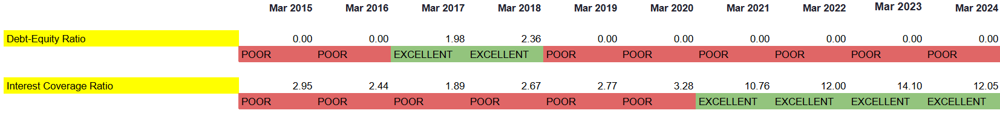 Mar 2015 Mar 2016 Mar 2017 Mar 2018 Mar 2019 Mar 2020 Mar 2021 Mar 2022 Mar 2023 Mar 2024
Debt-Equity Ratio 0.00 0.00 1.98 2.36 0.00 0.00 0.00 0.00 0.00 0.00
POOR POOR EXCELLENT EXCELLENT POOR POOR POOR POOR POOR POOR
Interest Coverage Ratio 2.95 2.44 1.89 2.67 2.77 3.28 10.76 12.00 14.10 12.05
POOR POOR POOR POOR POOR POOR EXCELLENT EXCELLENT EXCELLENT EXCELLENT